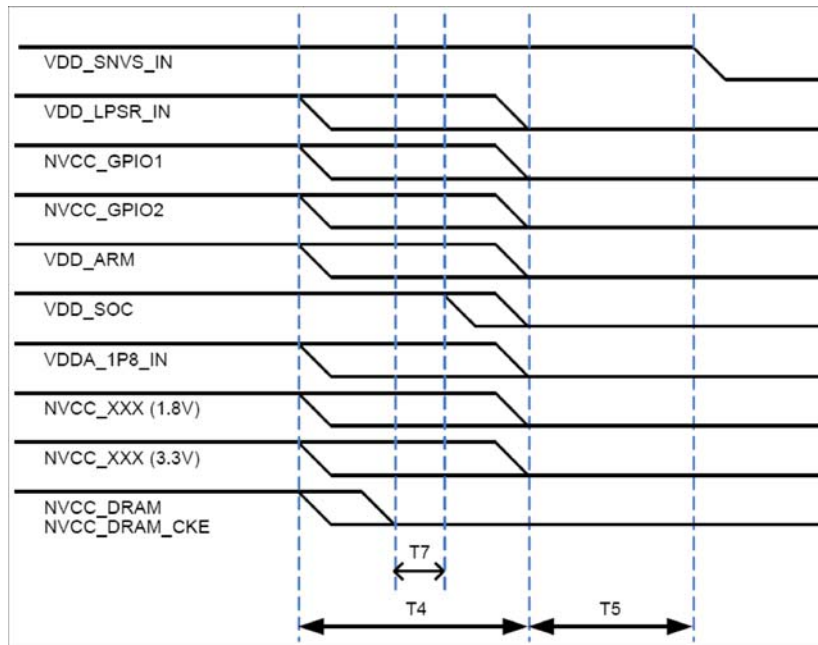 VDD_SNVS_IN
VDD_LPSR_IN
NVCC_GPIO1
NVCC_GPIO2
VDD_ARM
VDD_SOC
VDDA_1P8_IN
NVCC_XXX (1.8V)
NVCC_XXX (3.3V)
NVCC_DRAM
NVCC_DRAM_CKE
T7
T4
T5